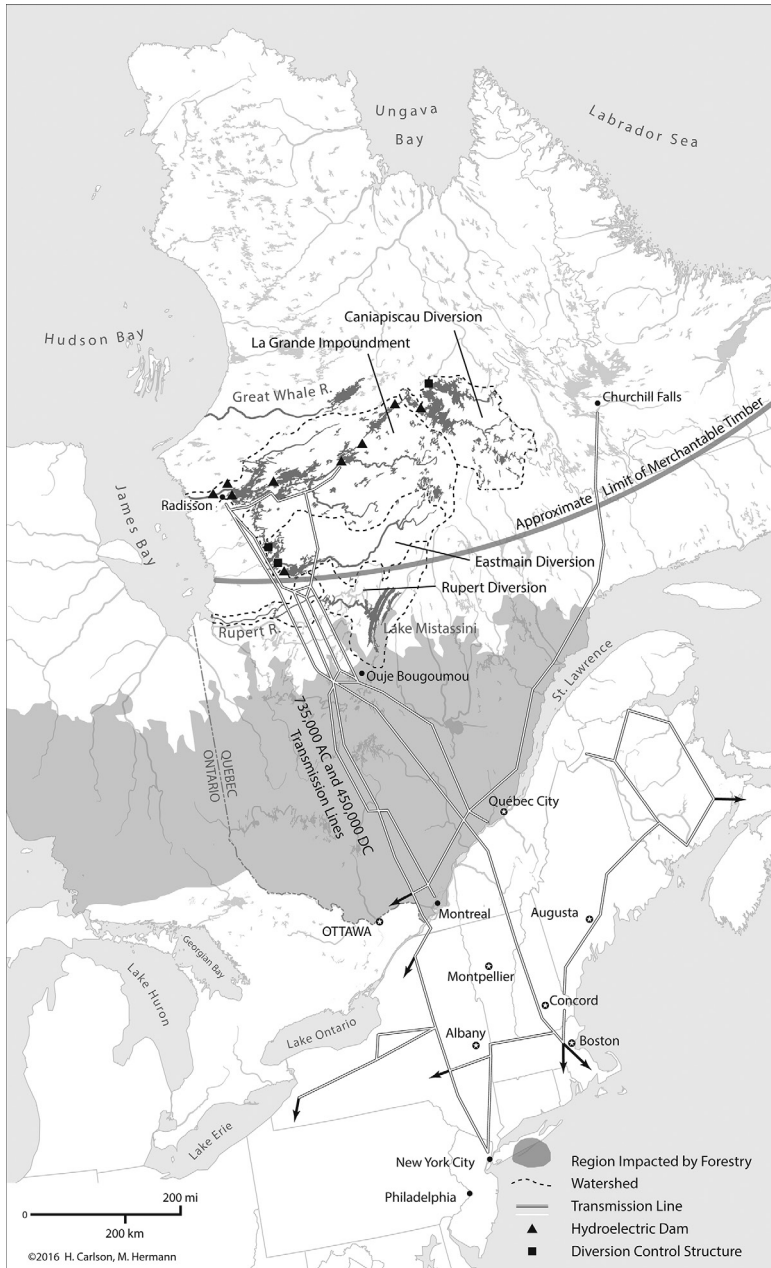 Ungava
Bay
Labrador Sea
Caniapiscau Diversion
La Grande Impoundment
Hudson Bay
Great Whale R.
Churchill Falls
Approximate Limit of Merchantable Timber
James Bay
Radisson
Eastmain Diversion
Rupert Diversion
Rupert R.
Lake Mistassini
Ouje Bougoumou
St. Lawrence
735,000 AC and 450,000 DC
Transmission Lines
QUEBEC
ONTARIO
Québec City
Montreal
OTTAWA
Augusta
Georgian Bay
Lake Huron
Montpellier
Concord
Lake Ontario
Albany
Boston
Lake Erie
New York City
Philadelphia
Region Impacted by Forestry
Watershed
Transmission Line
Hydroelectric Dam
Diversion Control Structure
200 mi
0
200 km
©2016 H. Carlson, M. Hermann